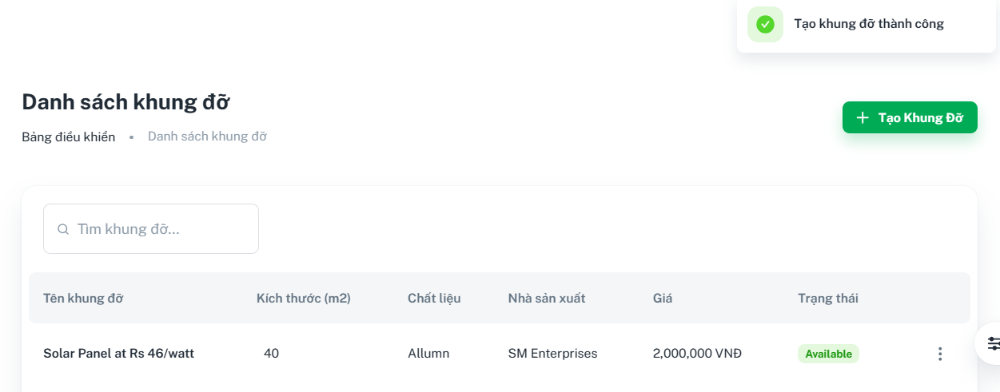 Tạo khung đỡ thành công
Danh sách khung đỡ
Bảng điều khiển • Danh sách khung đỡ
Tạo Khung Đỡ
Tìm khung đỡ...
Tên khung đỡ Kích thước (m2) Chất liệu Nhà sản xuất Giá Trạng thái
Solar Panel at Rs 46/watt 40 Allumn SM Enterprises 2,000,000 VNĐ Available